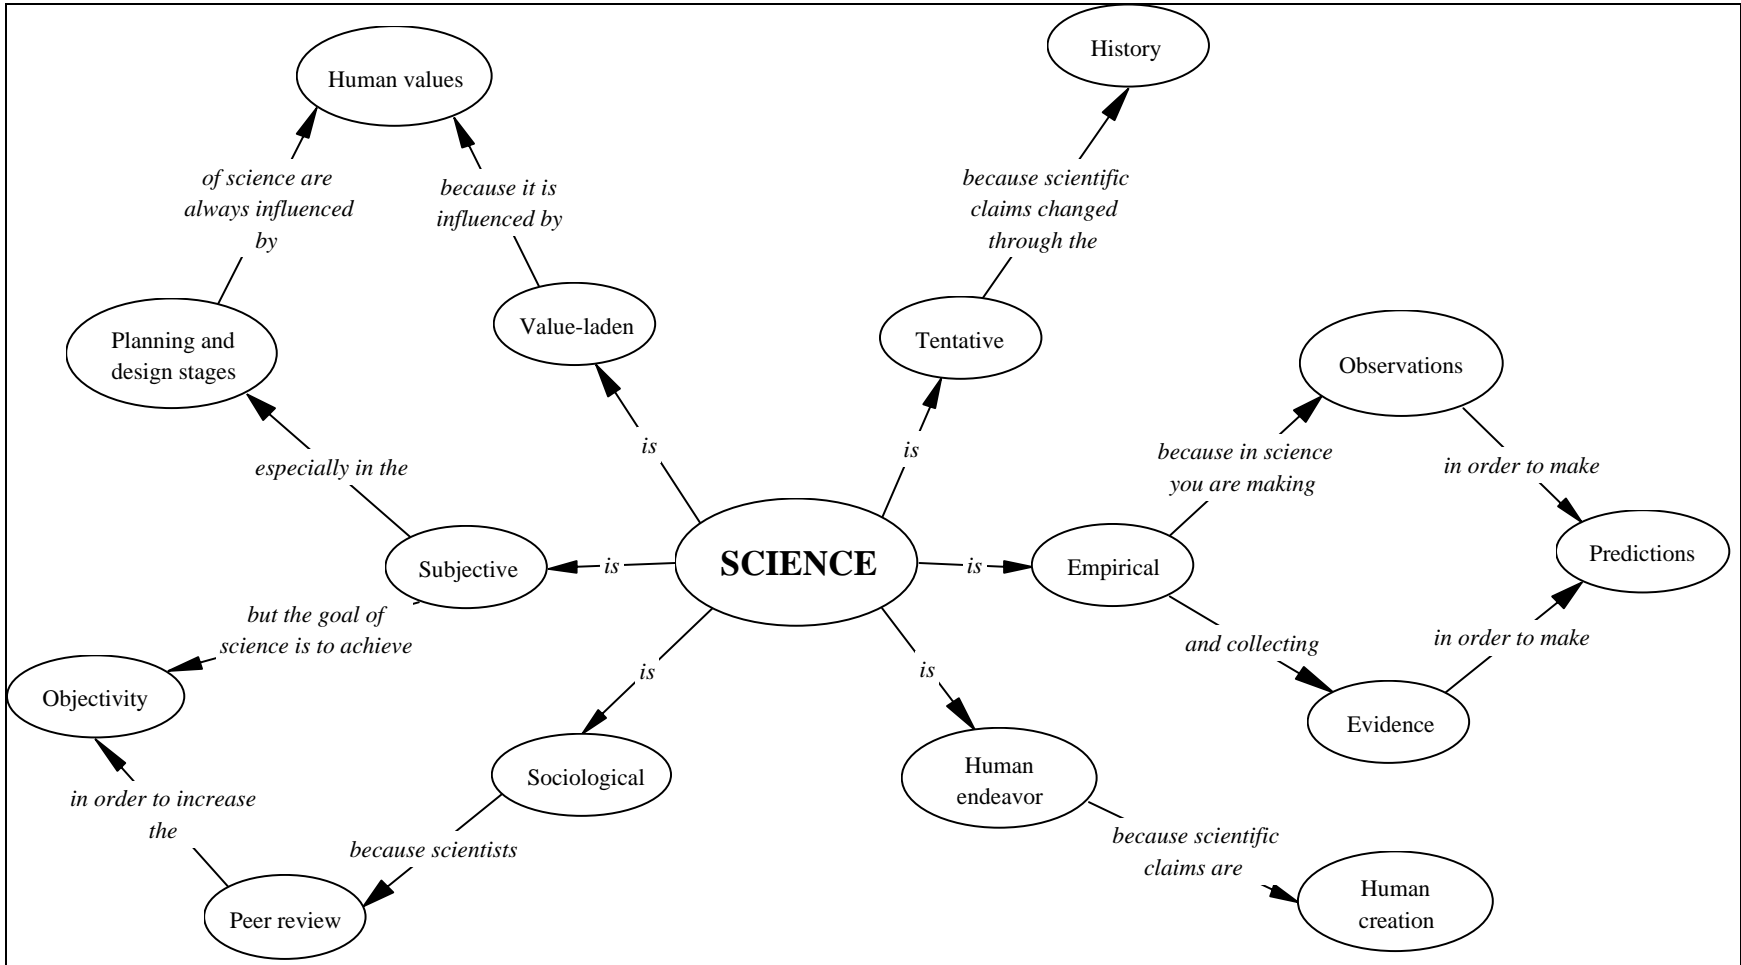 History
Human values
of science are
always influenced
by
because it is
influenced by
because scientific
claims changed
through the
Planning and
design stages
Value-laden
Tentative
Observations
is
is
especially in the
because in science
you are making
in order to make
Subjective
is
SCIENCE
is
Empirical
Predictions
but the goal of
science is to achieve
and collecting
in order to make
is
is
Objectivity
Evidence
Sociological
Human
endeavor
in order to increase
the
because scientists
because scientific
claims are
Peer review
Human
creation